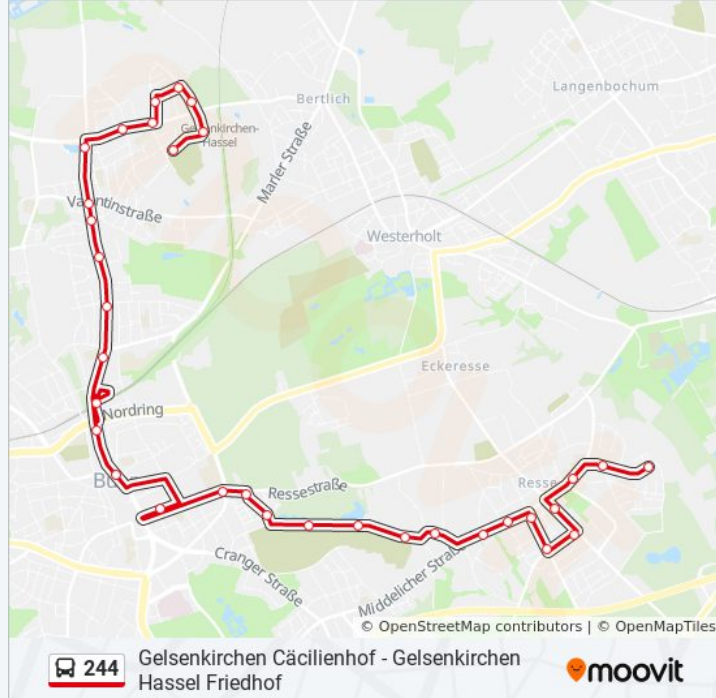 Langenbochum
Bertlich
Gelsenkirchen-
Hassel
Marler Straße
Valentinstraße
Westerholt
Eckeresse
Nordring
Ressestraße
Resse
Cranger Straße
Middelicher Straße
© OpenStreetMap contributors | © OpenMapTiles
244
Gelsenkirchen Cäcilienhof - Gelsenkirchen
Hassel Friedhof
moovit